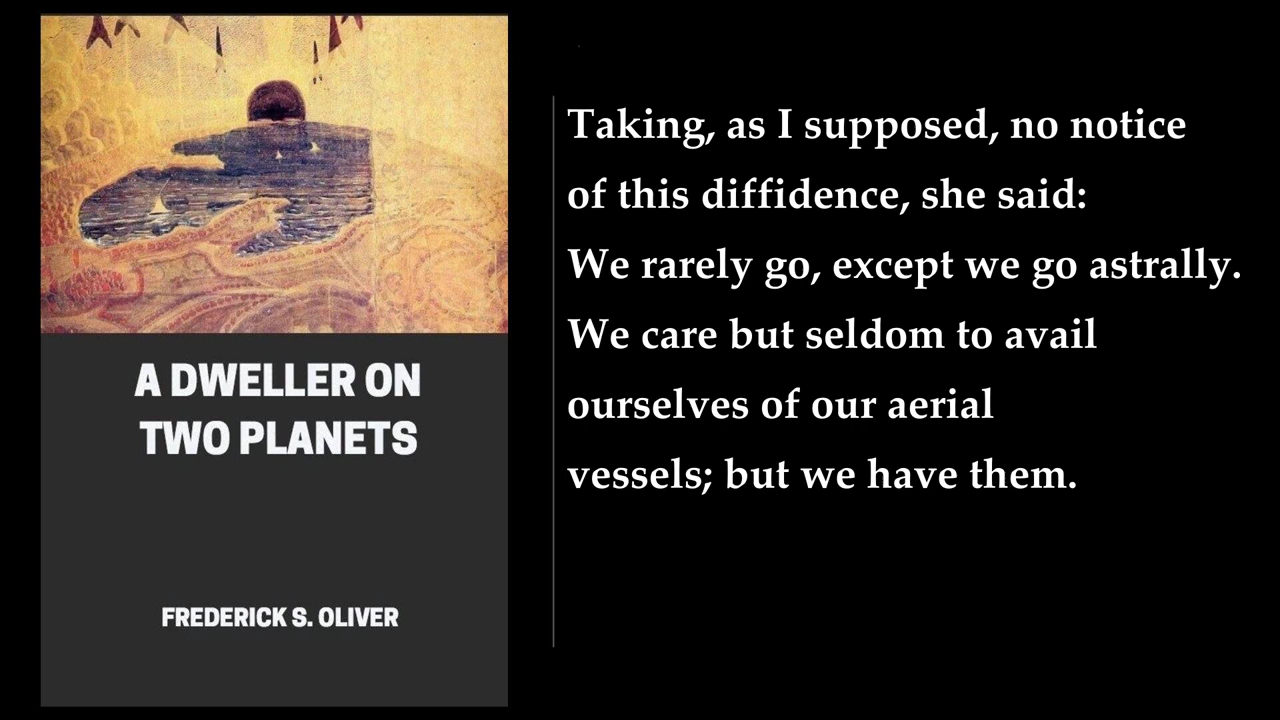 A DWELLER ON
TWO PLANETS
FREDERICK S. OLIVER
Taking, as I supposed, no notice
of this diffidence, she said:
We rarely go, except we go astrally.
We care but seldom to avail
ourselves of our aerial
vessels; but we have them.